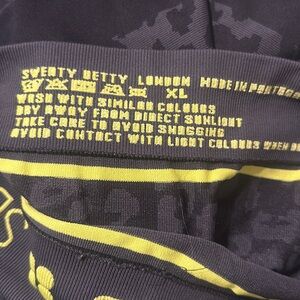 SWEATY BETTY LONDON MADE IN PORTUGAL
XL
WASH WITH SIMILAR COLOURS
DRY AWAY FROM DIRECT SUNLIGHT
TAKE CARE TO AVOID SNAGGING
AVOID CONTACT WITH LIGHT COLOURS WHEN